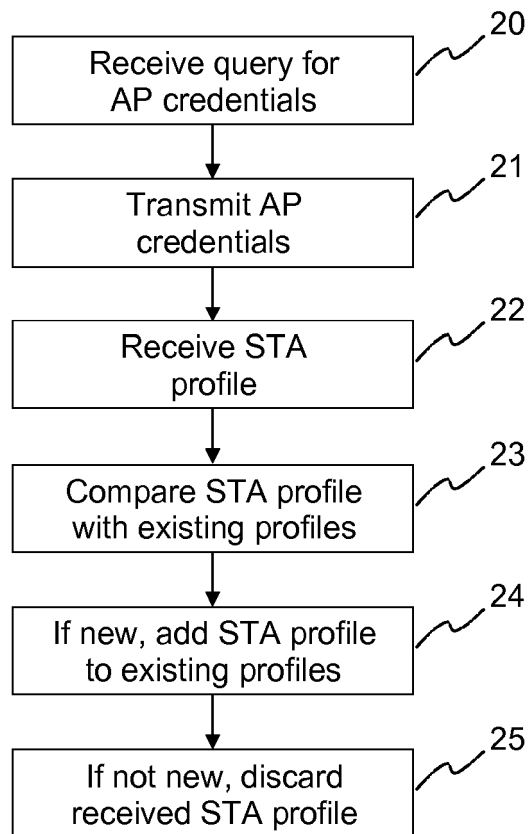 20
Receive query for
AP credentials
21
Transmit AP
credentials
22
Receive STA
profile
23
Compare STA profile
with existing profiles
24
If new, add STA profile
to existing profiles
25
If not new, discard
received STA profile